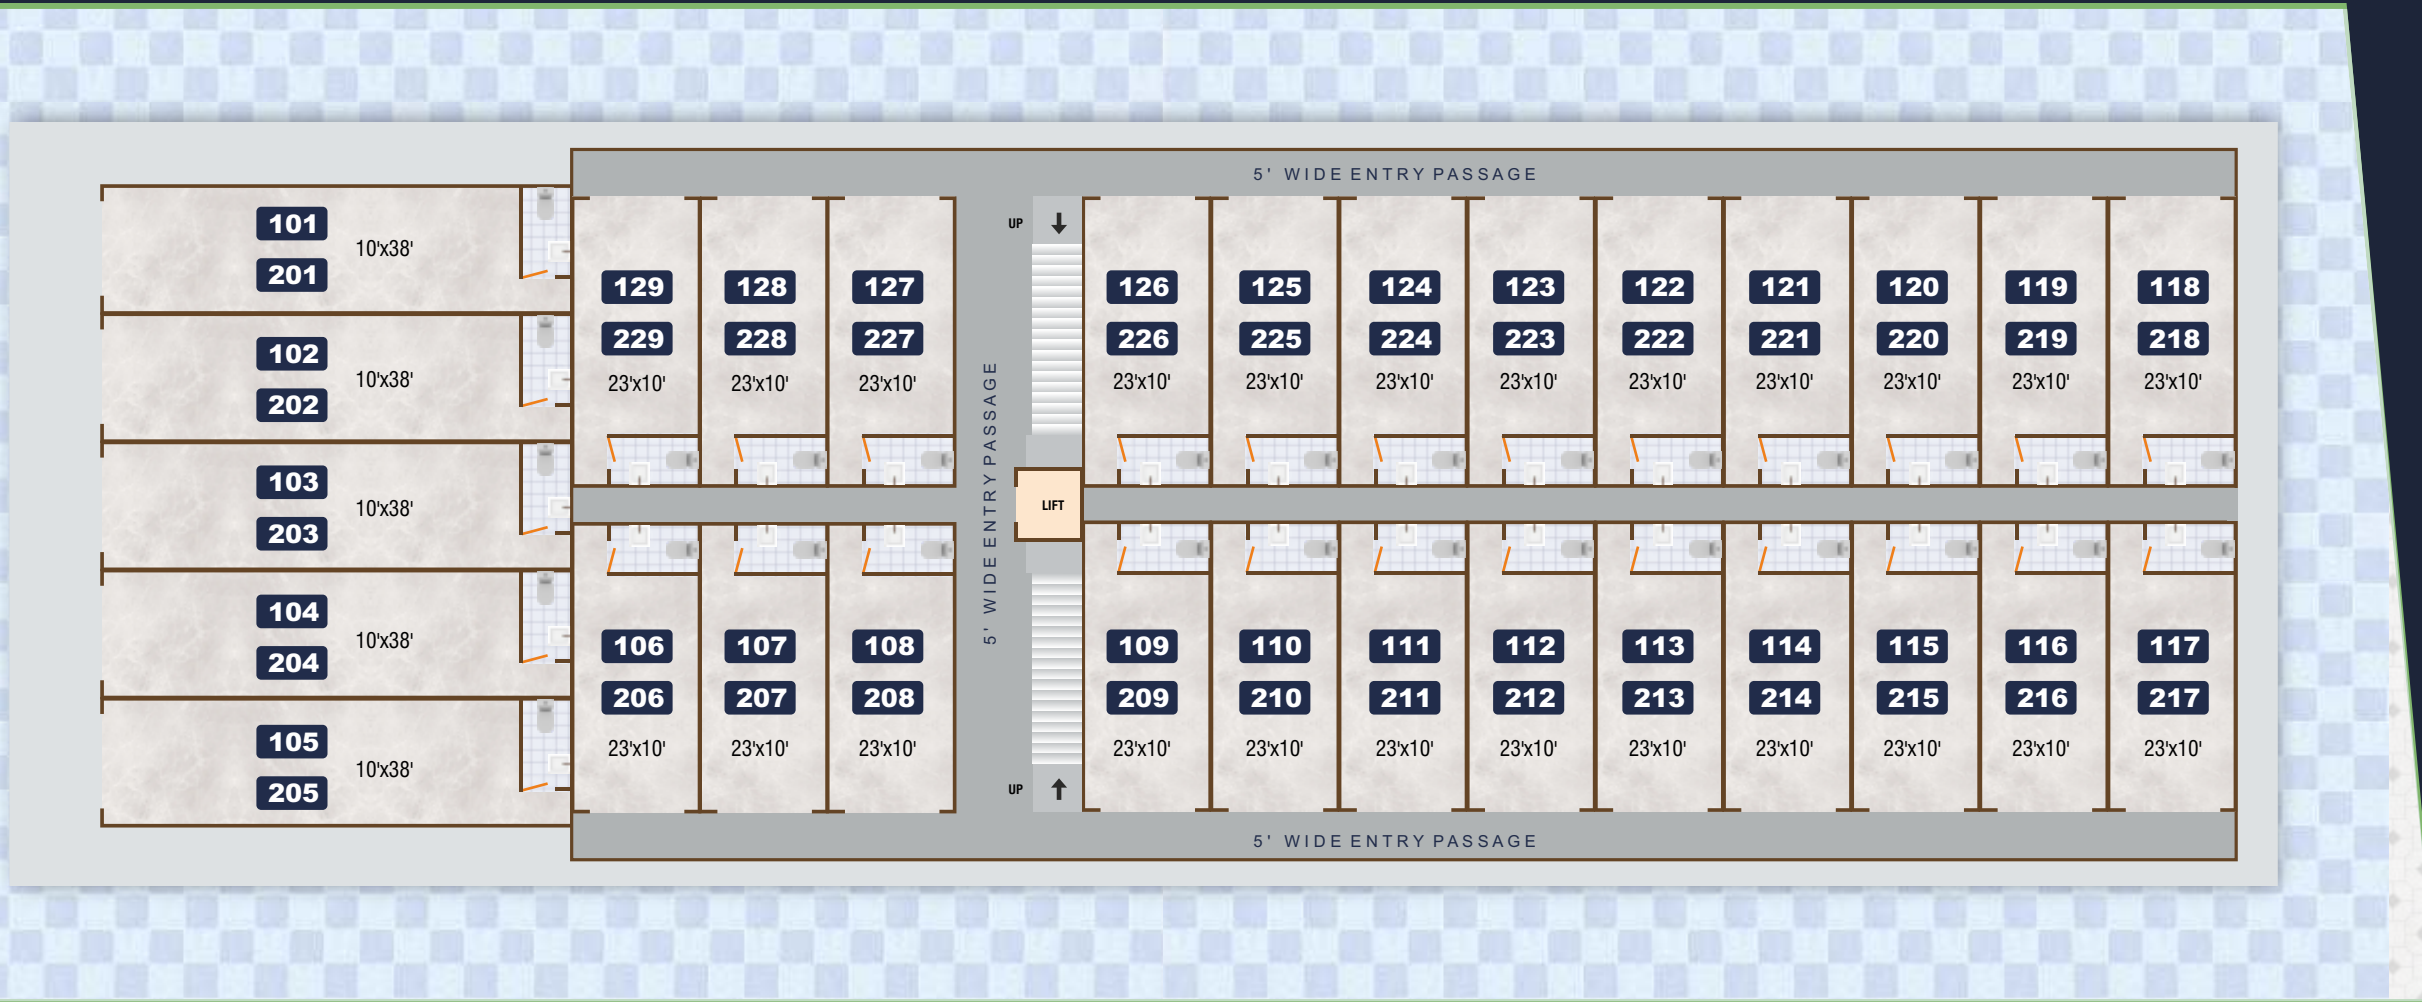 5' WIDE ENTRY PASSAGE
101
10'x38'
201
102
10'x38'
202
103
10'x38'
203
104
10'x38'
204
105
10'x38'
205
129
229
23'x10'
128
228
23'x10'
127
227
23'x10'
106
206
23'x10'
107
207
23'x10'
108
208
23'x10'
5' WIDE ENTRY PASSAGE
UP
LIFT
UP
126
226
23'x10'
125
225
23'x10'
124
224
23'x10'
123
223
23'x10'
122
222
23'x10'
121
221
23'x10'
120
220
23'x10'
119
219
23'x10'
118
218
23'x10'
109
209
23'x10'
110
210
23'x10'
111
211
23'x10'
112
212
23'x10'
113
213
23'x10'
114
214
23'x10'
115
215
23'x10'
116
216
23'x10'
117
217
23'x10'
5' WIDE ENTRY PASSAGE